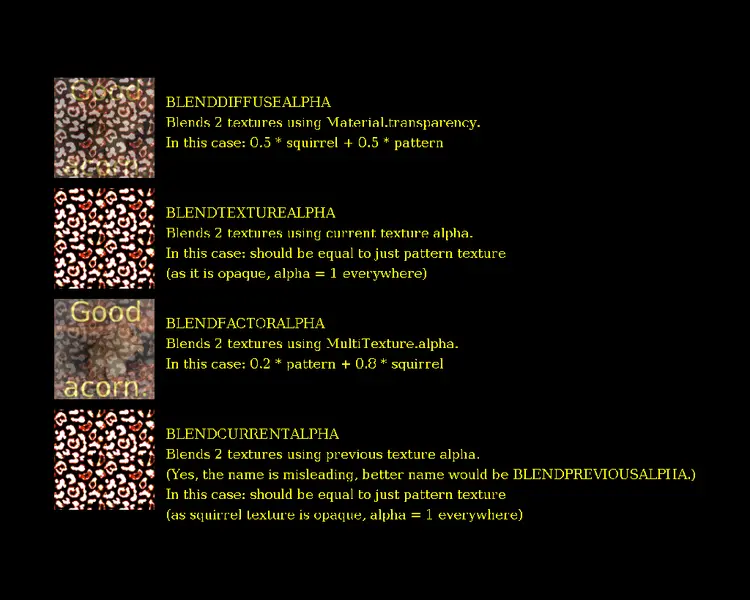 Good
acorn.
BLENDDIFFUSEALPHA
Blends 2 textures using Material.transparency.
In this case: 0.5 * squirrel + 0.5 * pattern
BLENDTEXTUREALPHA
Blends 2 textures using current texture alpha.
In this case: should be equal to just pattern texture
(as it is opaque, alpha = 1 everywhere)
Good
acorn.
BLENDFACTORALPHA
Blends 2 textures using MultiTexture.alpha.
In this case: 0.2 * pattern + 0.8 * squirrel
BLENDCURRENTALPHA
Blends 2 textures using previous texture alpha.
(Yes, the name is misleading, better name would be BLENDPREVIOUSALPHA.)
In this case: should be equal to just pattern texture
(as squirrel texture is opaque, alpha = 1 everywhere)